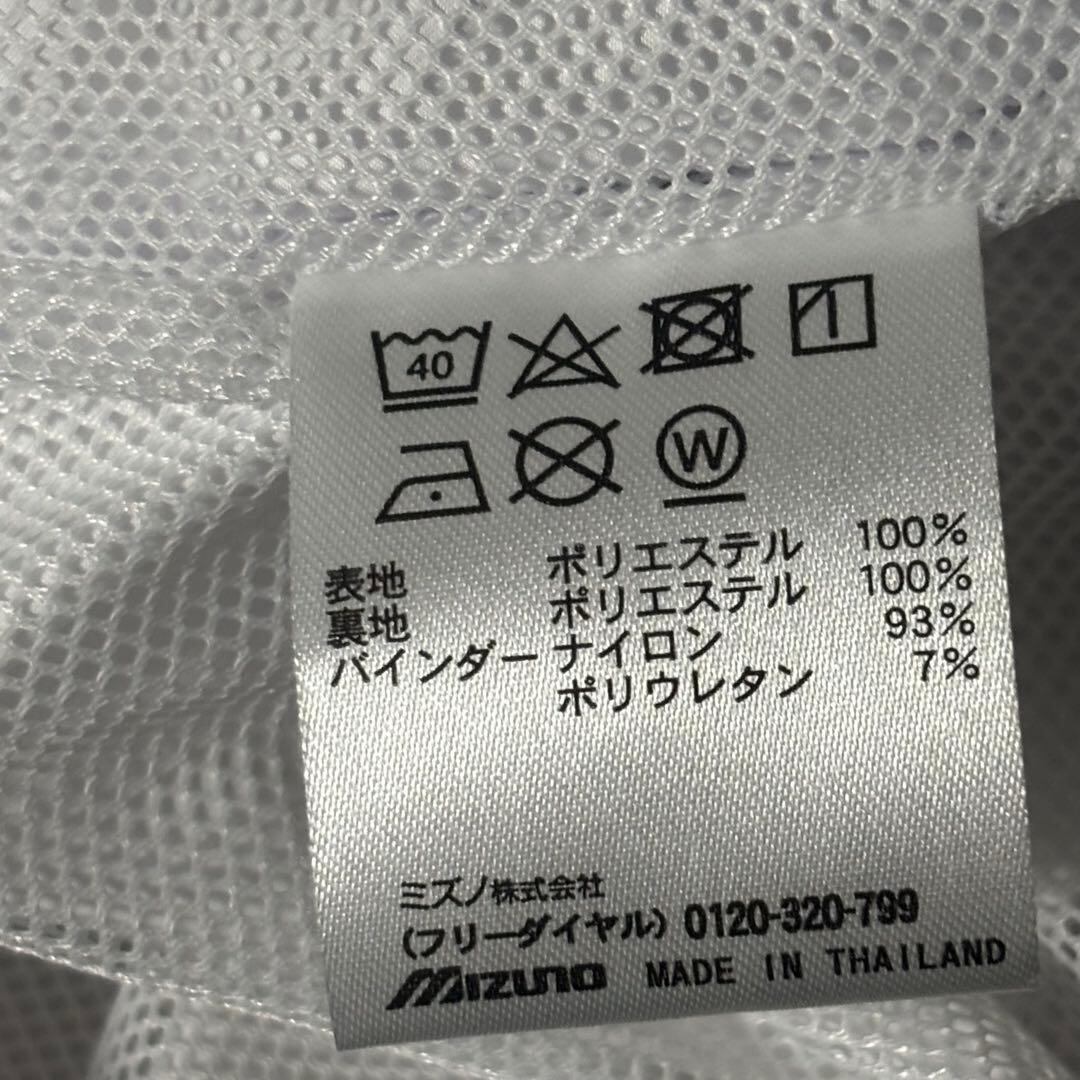 40
W
表地 ポリエステル 100%
裏地 ポリエステル 100%
バインダー ナイロン 93%
ポリウレタン 7%
ミズノ株式会社
(フリーダイヤル) 0120-320-799
Mizuno MADE IN THAILAND